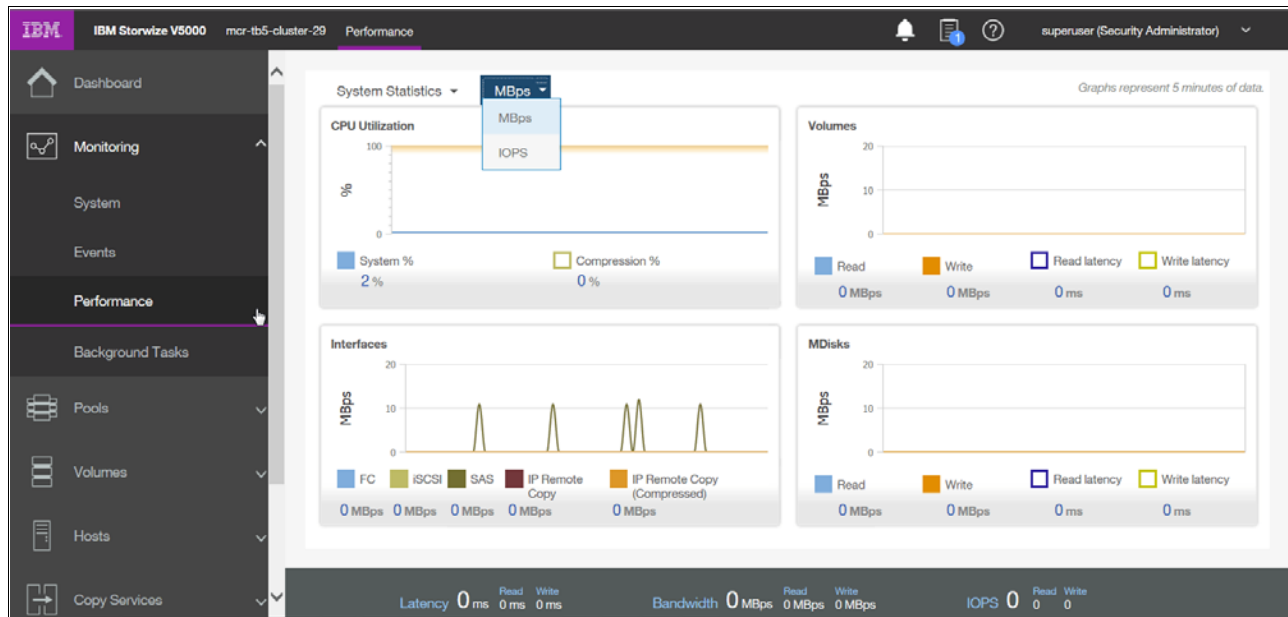 IBM IBM Storwize V5000 mcr-tb5-cluster-29 Performance 1 superuser (Security Administrator)
Dashboard
Monitoring
System
Events
Performance
Background Tasks
Pools
Volumes
Hosts
Copy Services
System Statistics MBps
MBps
IOPS
Graphs represent 5 minutes of data.
CPU Utilization
100
%
0
System % Compression %
2 % 0 %
Volumes
20
MBps
10
0
Read Write Read latency Write latency
0 MBps 0 MBps 0 ms 0 ms
Interfaces
20
MBps
10
0
FC iSCSI SAS IP Remote Copy IP Remote Copy (Compressed)
0 MBps 0 MBps 0 MBps 0 MBps 0 MBps
MDisks
20
MBps
10
0
Read Write Read latency Write latency
0 MBps 0 MBps 0 ms 0 ms
Latency 0 ms Read 0 ms Write 0 ms Bandwidth 0 MBps Read 0 MBps Write 0 MBps IOPS 0 Read 0 Write 0